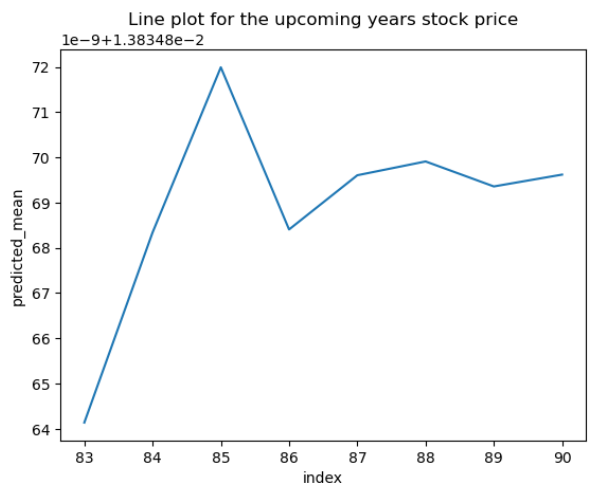 Line plot for the upcoming years stock price
1e−9+1.38348e−2
72
71
70
69
68
67
66
65
64
predicted_mean
83 84 85 86 87 88 89 90
index